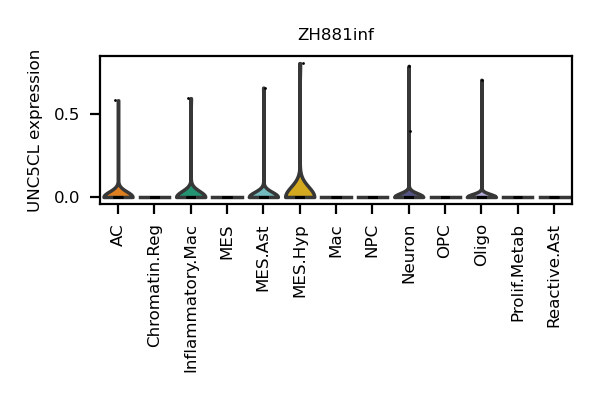 ZH881inf
UNC5CL expression
0.5
0.0
AC
Chromatin.Reg
Inflammatory.Mac
MES
MES.Ast
MES.Hyp
Mac
NPC
Neuron
OPC
Oligo
Prolif.Metab
Reactive.Ast